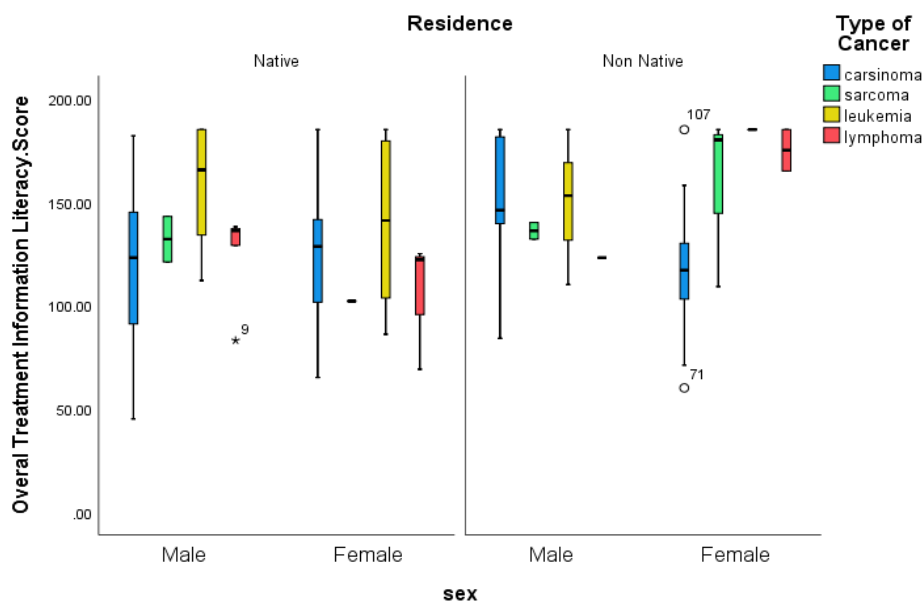 Residence
Type of
Cancer
Native
Non Native
carsinoma
sarcoma
leukemia
lymphoma
Overal Treatment Information Literacy.Score
200.00
150.00
100.00
50.00
.00
9
107
71
Male
Female
Male
Female
sex